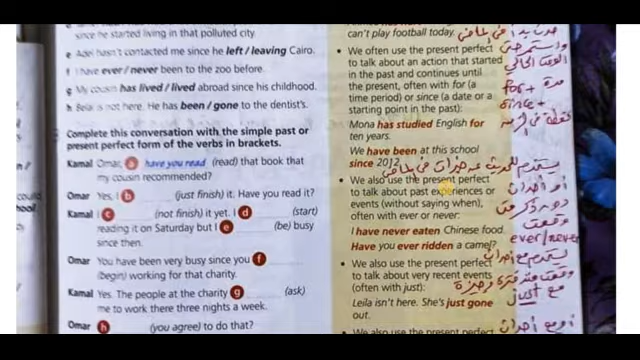 since he started living in that polluted city.
e Adel hasn't contacted me since he left / leaving Cairo.
f I have ever / never been to the zoo before.
g My cousin has lived / lived abroad since his childhood.
h Belal is not here. He has been / gone to the dentist's.
Complete this conversation with the simple past or
present perfect form of the verbs in brackets.
Kamal Omar, a have you read (read) that book that
my cousin recommended?
Omar Yes, I b (just finish) it. Have you read it?
Kamal I c (not finish) it yet. I d (start)
reading it on Saturday but I e (be) busy
since then.
Omar You have been very busy since you f
(begin) working for that charity.
Kamal Yes. The people at the charity g (ask)
me to work there three nights a week.
Omar h (you agree) to do that?
can't play football today.
• We often use the present perfect
to talk about an action that started
in the past and continues until
the present, often with for (a
time period) or since (a date or a
starting point in the past):
Mona has studied English for
ten years.
We have been at this school
since 2012.
• We also use the present perfect
to talk about past experiences or
events (without saying when),
often with ever or never:
I have never eaten Chinese food.
Have you ever ridden a camel?
• We also use the present perfect
to talk about very recent events
(often with just):
Leila isn't here. She's just gone
out.
• We also use the present perfect
واستمر حتى
الوقت الحالي
مدة + for
since +
أو أحداث
وقعت
ever/never